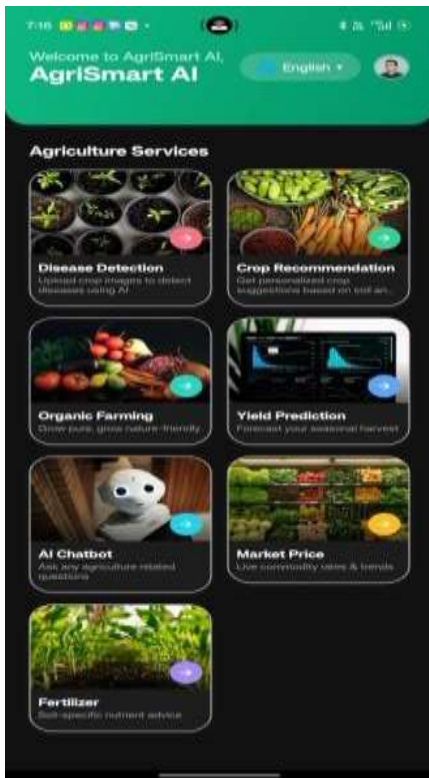 7:16
Welcome to AgriSmart AI,
AgriSmart AI
English
Agriculture Services
Disease Detection
Upload crop images to detect
diseases using AI
Crop Recommendation
Get personalized crop
suggestions based on soil an..
Organic Farming
Grow pure, grow nature-friendly
Yield Prediction
Forecast your seasonal harvest
AI Chatbot
Ask any agriculture related
questions
Market Price
Live commodity rates & trends
Fertilizer
Soil-specific nutrient advice